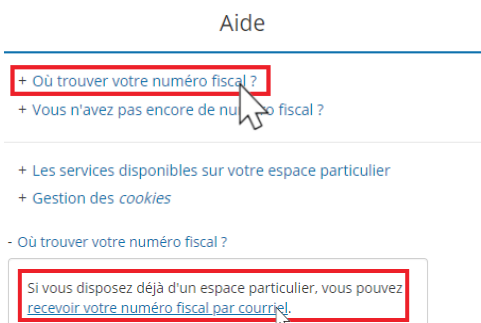 Aide
+ Où trouver votre numéro fiscal ?
+ Vous n'avez pas encore de numéro fiscal ?
+ Les services disponibles sur votre espace particulier
+ Gestion des cookies
- Où trouver votre numéro fiscal ?
Si vous disposez déjà d'un espace particulier, vous pouvez
recevoir votre numéro fiscal par courriel.